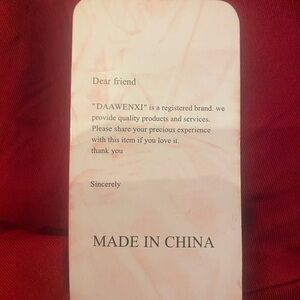 Dear friend
"DAAWENXI" is a registered brand. we
provide quality products and services.
Please share your precious experience
with this item if you love it.
thank you
Sincerely
MADE IN CHINA